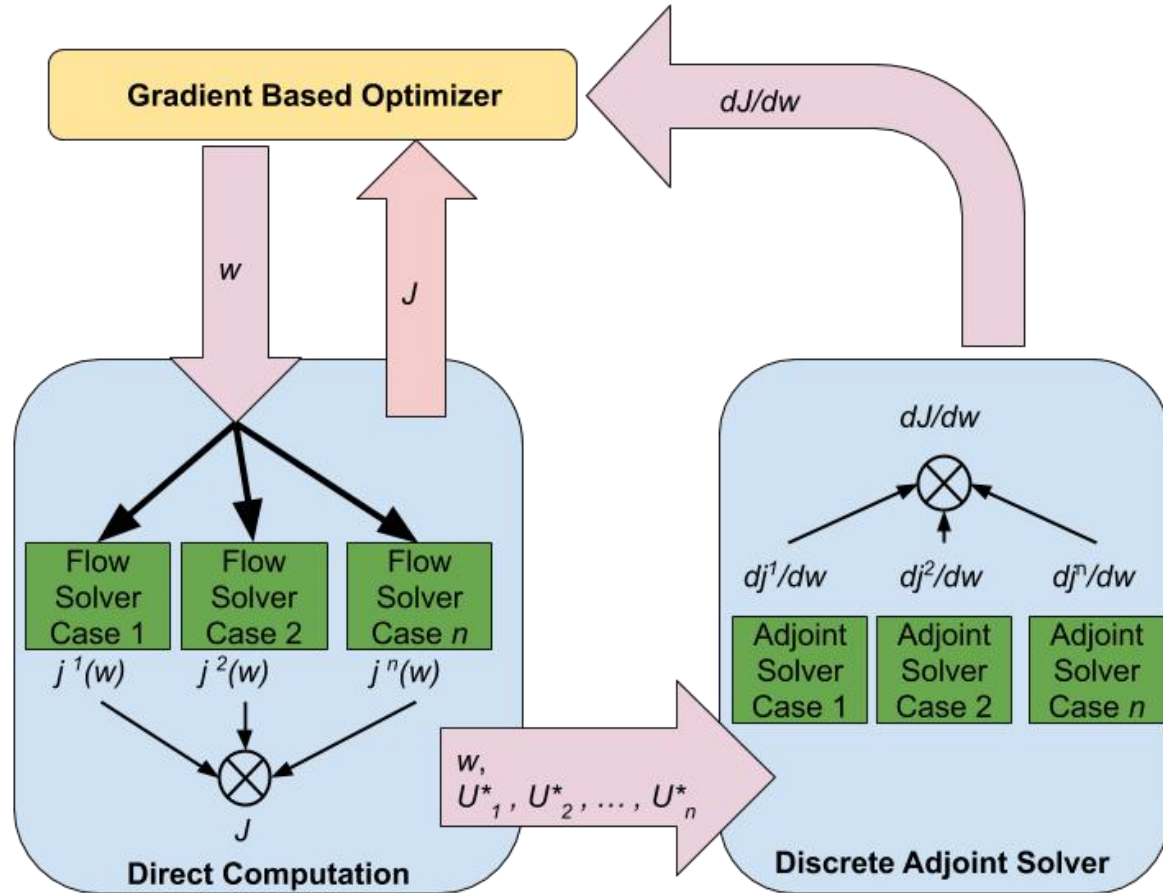 Gradient Based Optimizer
dJ/dw
w
J
dJ/dw
Flow
Solver
Case 1
Flow
Solver
Case 2
Flow
Solver
Case n
j ¹(w)
j ²(w)
jⁿ(w)
J
Direct Computation
w,
U*₁ , U*₂ , … , U*ₙ
dj¹/dw
dj²/dw
djⁿ/dw
Adjoint
Solver
Case 1
Adjoint
Solver
Case 2
Adjoint
Solver
Case n
Discrete Adjoint Solver